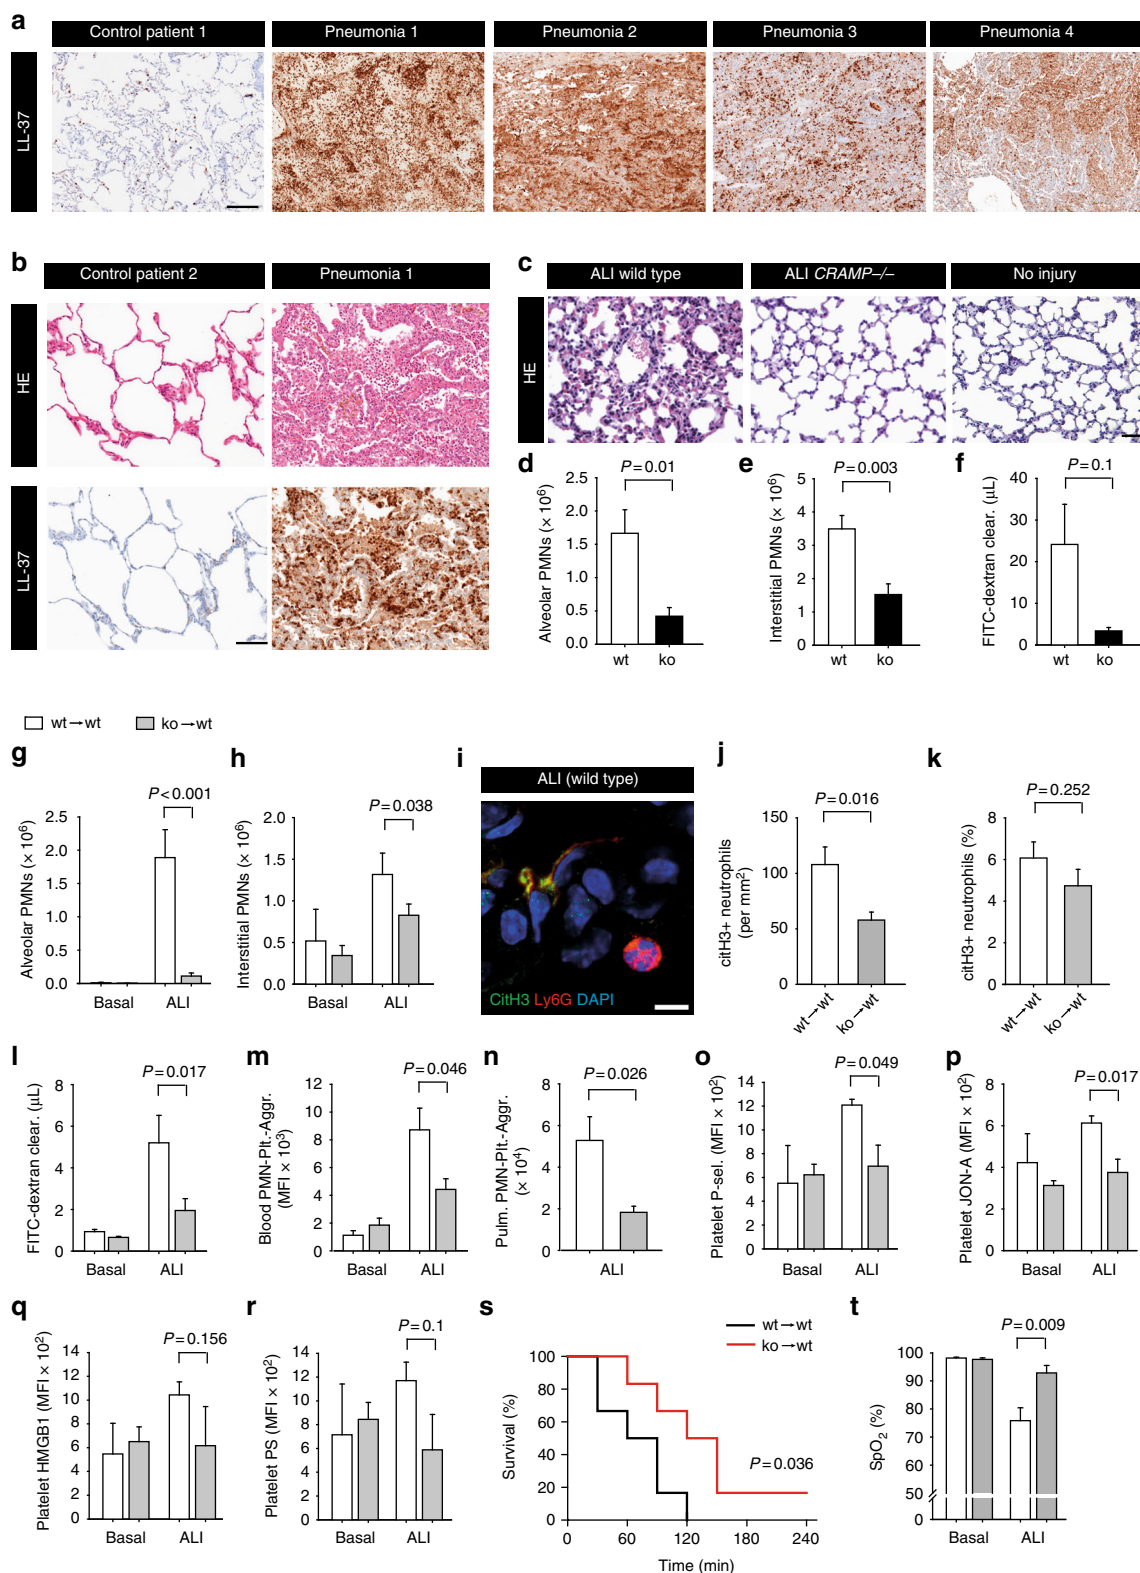 a
Control patient 1
Pneumonia 1
Pneumonia 2
Pneumonia 3
Pneumonia 4
LL-37
b
Control patient 2
Pneumonia 1
HE
LL-37
c
ALI wild type
ALI CRAMP–/–
No injury
HE
d
P = 0.01
Alveolar PMNs (× 10⁶)
2.5
2.0
1.5
1.0
0.5
0.0
wt
ko
e
P = 0.003
Interstitial PMNs (× 10⁶)
6
5
4
3
2
1
0
wt
ko
f
P = 0.1
FITC-dextran clear. (μL)
40
30
20
10
0
wt
ko
wt→wt
ko→wt
g
P < 0.001
Alveolar PMNs (× 10⁶)
2.5
2.0
1.5
1.0
0.5
0.0
Basal
ALI
h
P = 0.038
Interstitial PMNs (× 10⁶)
2.0
1.5
1.0
0.5
0.0
Basal
ALI
i
ALI (wild type)
CitH3 Ly6G DAPI
j
P = 0.016
citH3+ neutrophils
(per mm²)
150
100
50
0
wt→wt
ko→wt
k
P = 0.252
citH3+ neutrophils (%)
8
6
4
2
0
wt→wt
ko→wt
l
P = 0.017
FITC-dextran clear. (μL)
8
6
4
2
0
Basal
ALI
m
P = 0.046
Blood PMN-Plt.-Aggr.
(MFI × 10³)
12
10
8
6
4
2
0
Basal
ALI
n
P = 0.026
Pulm. PMN-Plt.-Aggr.
(× 10⁴)
8
6
4
2
0
ALI
o
P = 0.049
Platelet P-sel. (MFI × 10²)
14
12
10
8
6
4
2
0
Basal
ALI
p
P = 0.017
Platelet JON-A (MFI × 10²)
8
6
4
2
0
Basal
ALI
q
P = 0.156
Platelet HMGB1 (MFI × 10²)
14
12
10
8
6
4
2
0
Basal
ALI
r
P = 0.1
Platelet PS (MFI × 10²)
14
12
10
8
6
4
2
0
Basal
ALI
s
wt→wt
ko→wt
Survival (%)
100
80
60
40
20
0
P = 0.036
0
60
120
180
240
Time (min)
t
P = 0.009
SpO₂ (%)
100
90
80
70
60
50
0
Basal
ALI